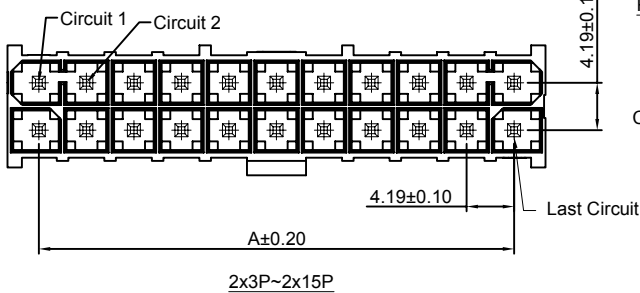 Circuit 1
Circuit 2
4.19±0.1
4.19±0.10
Last Circuit
A±0.20
2x3P~2x15P